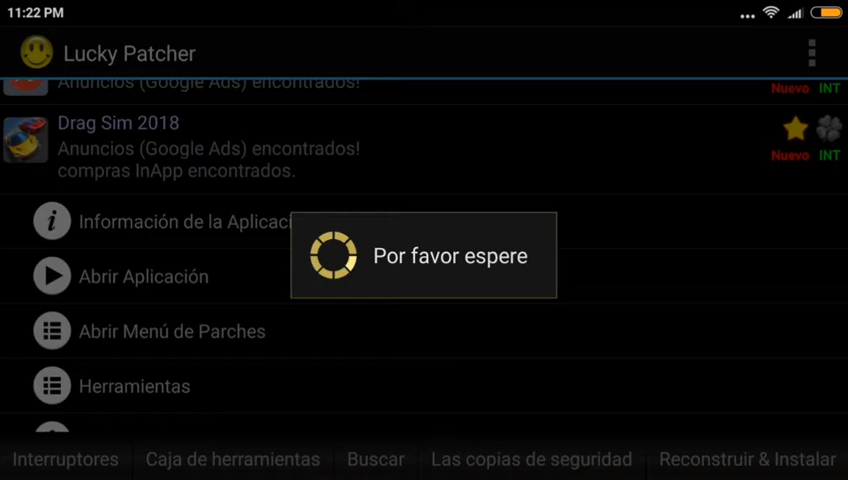 11:22 PM
Lucky Patcher
Anuncios (Google Ads) encontrados!
Nuevo INT
Drag Sim 2018
Anuncios (Google Ads) encontrados!
compras InApp encontrados.
Nuevo INT
Información de la Aplicaci
Por favor espere
Abrir Aplicación
Abrir Menú de Parches
Herramientas
Interruptores Caja de herramientas Buscar Las copias de seguridad Reconstruir & Instalar